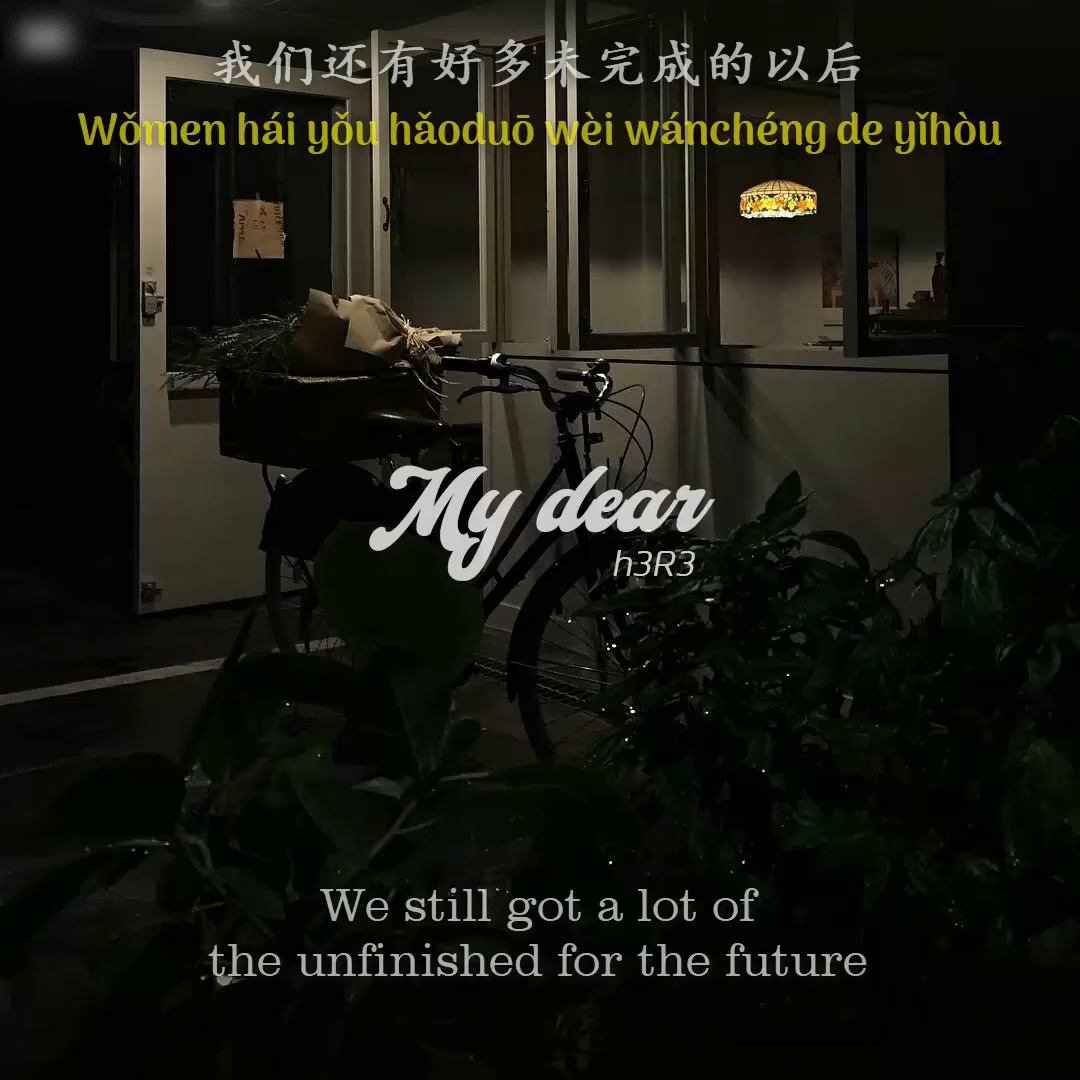 我们还有好多未完成的以后
Wǒmen hái yǒu hǎoduō wèi wánchéng de yǐhòu
My dear
h3R3
We still got a lot of
the unfinished for the future